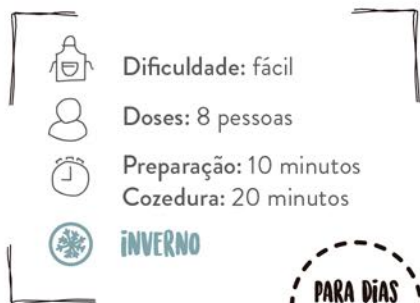 Dificuldade: fácil
Doses: 8 pessoas
Preparação: 10 minutos
Cozedura: 20 minutos
iNVERNO
PARA DiAS